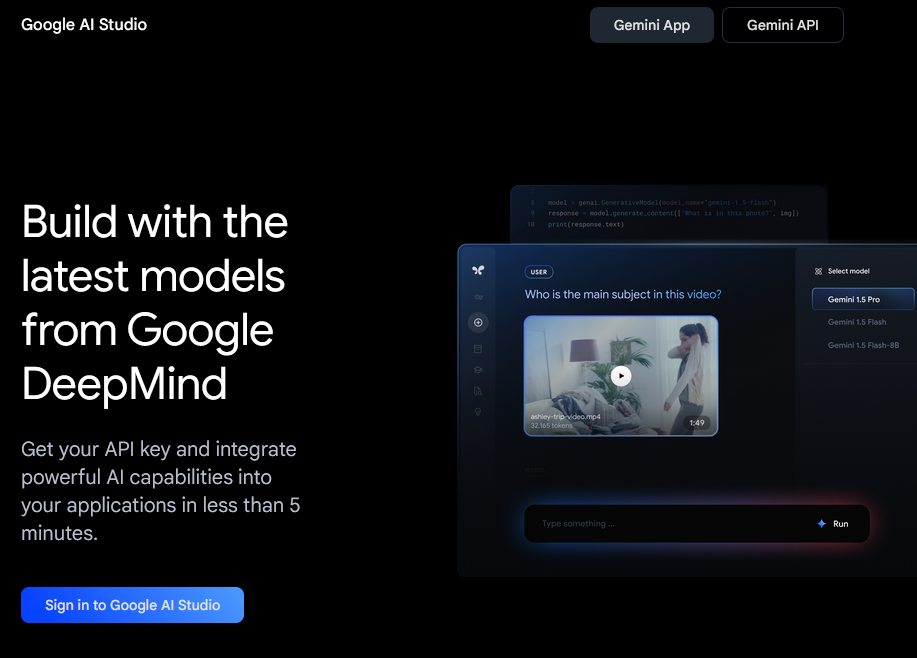 Google AI Studio
Gemini App
Gemini API
Build with the
latest models
from Google
DeepMind
Get your API key and integrate
powerful AI capabilities into
your applications in less than 5
minutes.
Sign in to Google AI Studio
8 model = genai.GenerativeModel(model_name="gemini-1.5-flash")
9 response = model.generate_content(["What is in this photo?", img])
10 print(response.text)
USER
Who is the main subject in this video?
ashley-trip-video.mp4
32,165 tokens
1:49
Select model
Gemini 1.5 Pro
Gemini 1.5 Flash
Gemini 1.5 Flash-8B
Type something ...
Run